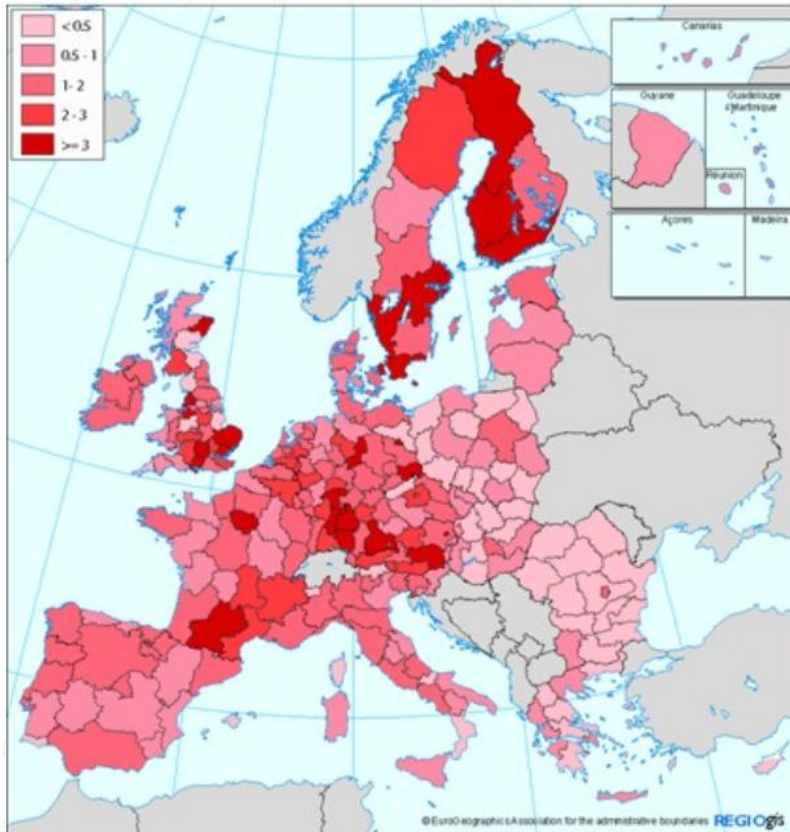 < 0.5
0.5 - 1
1- 2
2 - 3
>= 3
Canarias
Guyane
Guadeloupe
Martinique
Réunion
Açores
Madeira
© EuroGeographics Association for the administrative boundaries REGIOgis